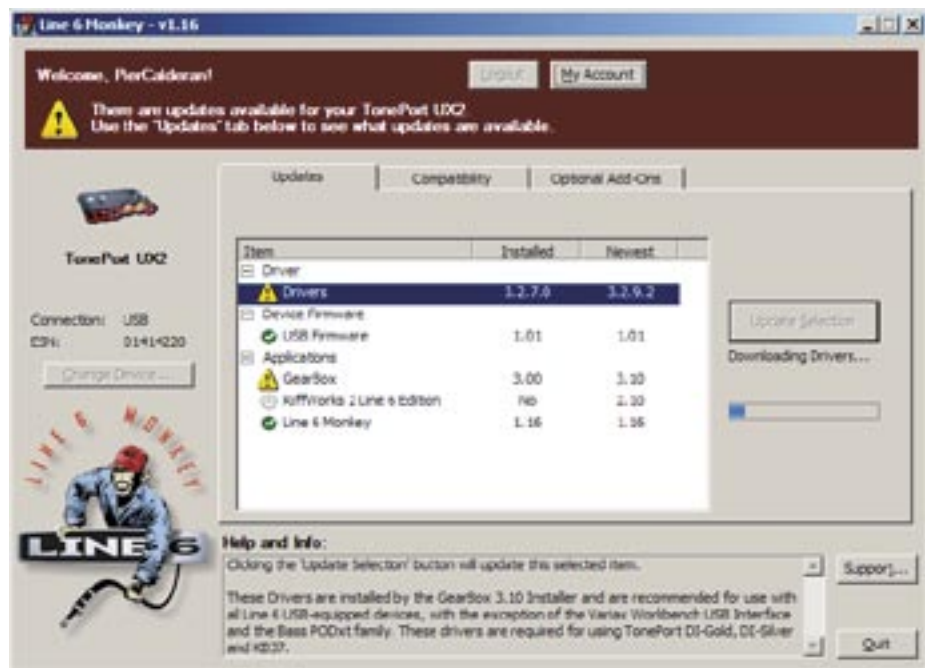 Line 6 Monkey - v1.16
Welcome, PierCalderan!
Logout
My Account
There are updates available for your TonePort UX2.
Use the "Updates" tab below to see what updates are available.
Updates
Compatibility
Optional Add-Ons
TonePort UX2
Connection: USB
ESN: 01414220
Change Device...
Item Installed Newest
Driver
Drivers 3.2.7.0 3.2.9.2
Device Firmware
USB Firmware 1.01 1.01
Applications
GearBox 3.00 3.10
RiffWorks 2 Line 6 Edition No 2.10
Line 6 Monkey 1.16 1.16
Update Selection
Downloading Drivers...
LINE 6 MONKEY
LINE 6
Help and Info:
Clicking the 'Update Selection' button will update this selected item.
These Drivers are installed by the GearBox 3.10 Installer and are recommended for use with
all Line 6 USB-equipped devices, with the exception of the Variax Workbench USB Interface
and the Bass PODxt family. These drivers are required for using TonePort DI-Gold, DI-Silver
and KB37.
Support...
Quit